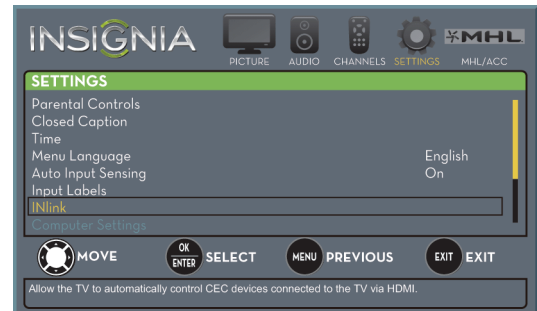 INSIGNIA
MHL
PICTURE AUDIO CHANNELS SETTINGS MHL/ACC
SETTINGS
Parental Controls
Closed Caption
Time
Menu Language English
Auto Input Sensing On
Input Labels
INlink
Computer Settings
MOVE OK ENTER SELECT MENU PREVIOUS EXIT EXIT
Allow the TV to automatically control CEC devices connected to the TV via HDMI.